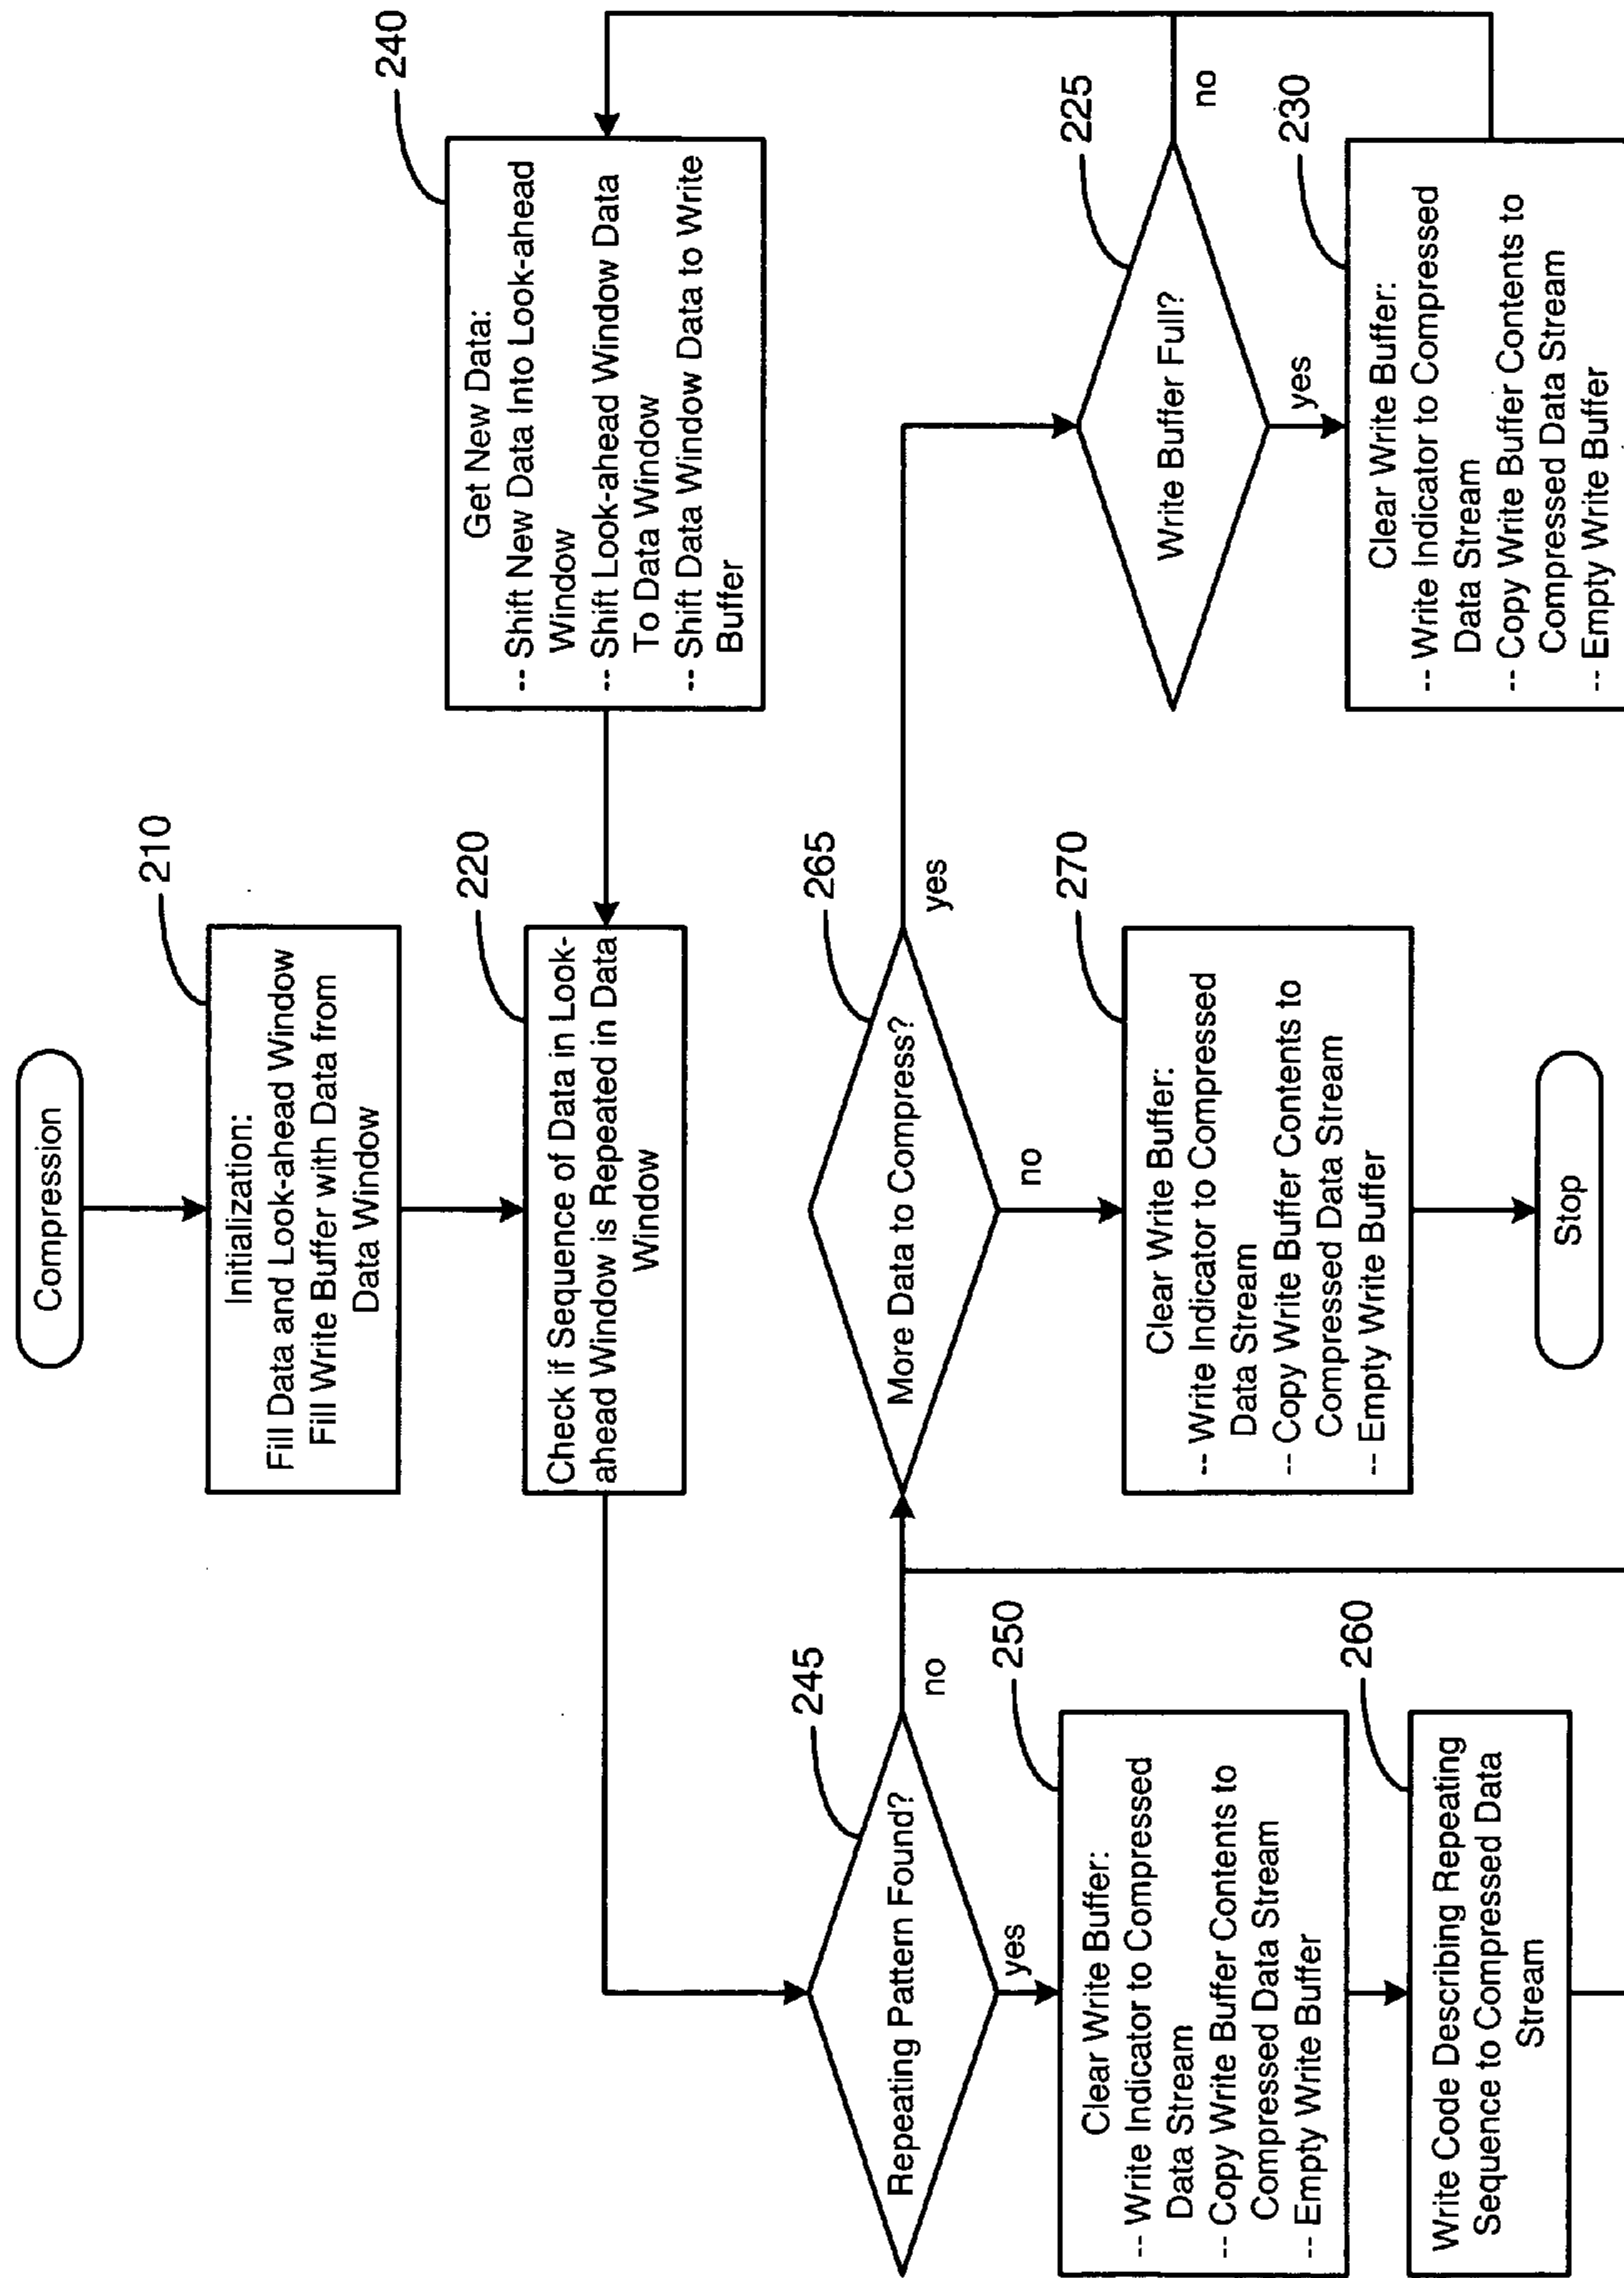 Compression
210
Initialization:
Fill Data and Look-ahead Window
Fill Write Buffer with Data from
Data Window
220
Check if Sequence of Data in Look-
ahead Window is Repeated in Data
Window
240
Get New Data:
-- Shift New Data Into Look-ahead
Window
-- Shift Look-ahead Window Data
To Data Window
-- Shift Data Window Data to Write
Buffer
245
Repeating Pattern Found?
no
yes
250
Clear Write Buffer:
-- Write Indicator to Compressed
Data Stream
-- Copy Write Buffer Contents to
Compressed Data Stream
-- Empty Write Buffer
260
Write Code Describing Repeating
Sequence to Compressed Data
Stream
265
More Data to Compress?
yes
no
270
Clear Write Buffer:
-- Write Indicator to Compressed
Data Stream
-- Copy Write Buffer Contents to
Compressed Data Stream
-- Empty Write Buffer
Stop
225
Write Buffer Full?
no
yes
230
Clear Write Buffer:
-- Write Indicator to Compressed
Data Stream
-- Copy Write Buffer Contents to
Compressed Data Stream
-- Empty Write Buffer